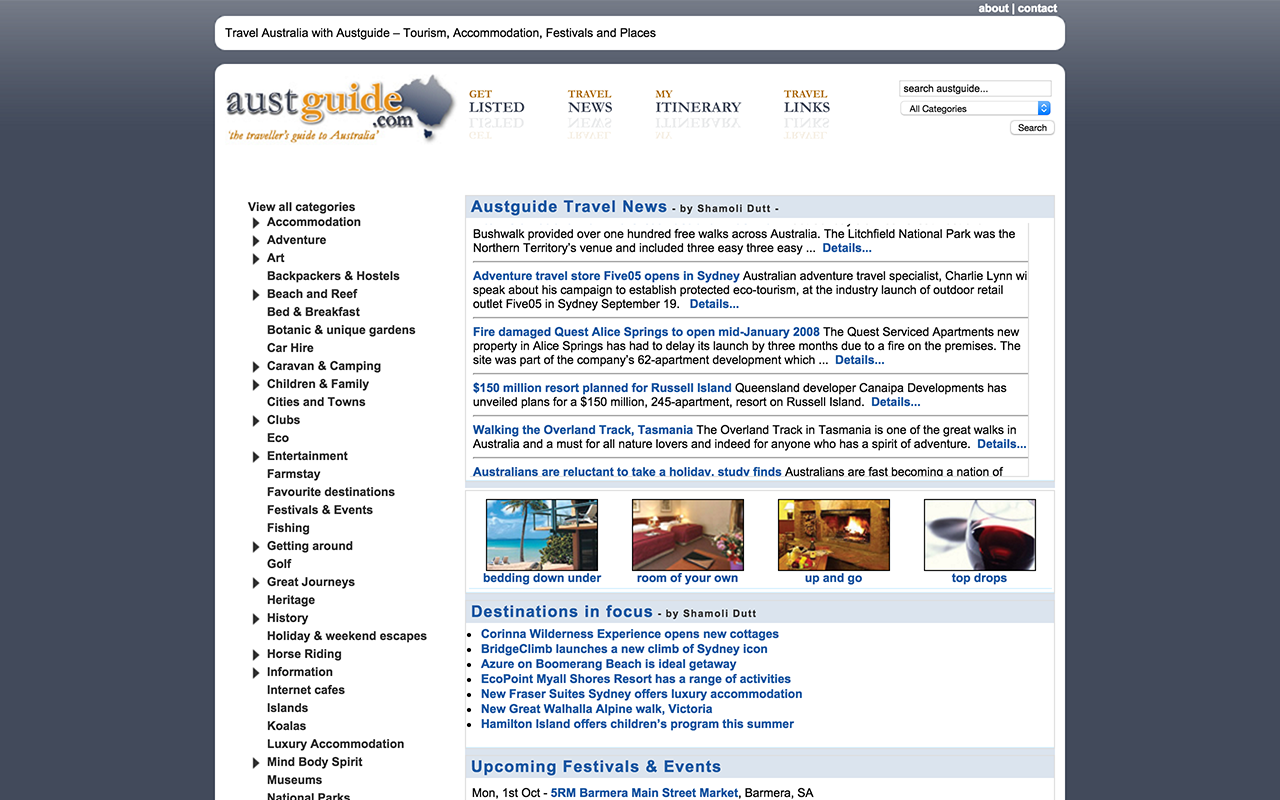 about | contact
Travel Australia with Austguide – Tourism, Accommodation, Festivals and Places
austguide.com
'the traveller's guide to Australia'
GET LISTED
TRAVEL NEWS
MY ITINERARY
TRAVEL LINKS
search austguide...
All Categories
Search
View all categories
Accommodation
Adventure
Art
Backpackers & Hostels
Beach and Reef
Bed & Breakfast
Botanic & unique gardens
Car Hire
Caravan & Camping
Children & Family
Cities and Towns
Clubs
Eco
Entertainment
Farmstay
Favourite destinations
Festivals & Events
Fishing
Getting around
Golf
Great Journeys
Heritage
History
Holiday & weekend escapes
Horse Riding
Information
Internet cafes
Islands
Koalas
Luxury Accommodation
Mind Body Spirit
Museums
National Parks
Austguide Travel News - by Shamoli Dutt -
Bushwalk provided over one hundred free walks across Australia. The Litchfield National Park was the
Northern Territory's venue and included three easy three easy ... Details...
Adventure travel store Five05 opens in Sydney Australian adventure travel specialist, Charlie Lynn wi
speak about his campaign to establish protected eco-tourism, at the industry launch of outdoor retail
outlet Five05 in Sydney September 19. Details...
Fire damaged Quest Alice Springs to open mid-January 2008 The Quest Serviced Apartments new
property in Alice Springs has had to delay its launch by three months due to a fire on the premises. The
site was part of the company's 62-apartment development which ... Details...
$150 million resort planned for Russell Island Queensland developer Canaipa Developments has
unveiled plans for a $150 million, 245-apartment, resort on Russell Island. Details...
Walking the Overland Track, Tasmania The Overland Track in Tasmania is one of the great walks in
Australia and a must for all nature lovers and indeed for anyone who has a spirit of adventure. Details...
Australians are reluctant to take a holiday, study finds Australians are fast becoming a nation of
bedding down under
room of your own
up and go
top drops
Destinations in focus - by Shamoli Dutt
Corinna Wilderness Experience opens new cottages
BridgeClimb launches a new climb of Sydney icon
Azure on Boomerang Beach is ideal getaway
EcoPoint Myall Shores Resort has a range of activities
New Fraser Suites Sydney offers luxury accommodation
New Great Walhalla Alpine walk, Victoria
Hamilton Island offers children's program this summer
Upcoming Festivals & Events
Mon, 1st Oct - 5RM Barmera Main Street Market, Barmera, SA